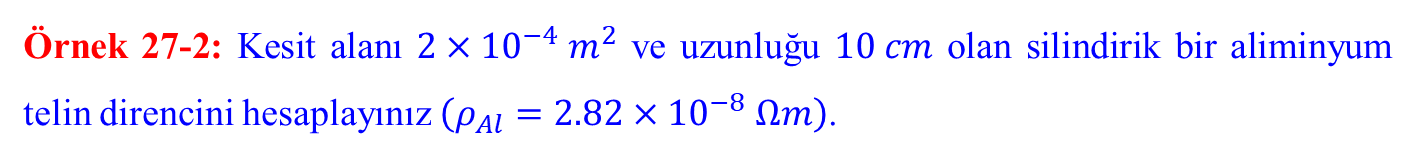 Örnek 27-2: Kesit alanı 2 × 10⁻⁴ m² ve uzunluğu 10 cm olan silindirik bir aliminyum
telin direncini hesaplayınız (ρ_Al = 2.82 × 10⁻⁸ Ωm).